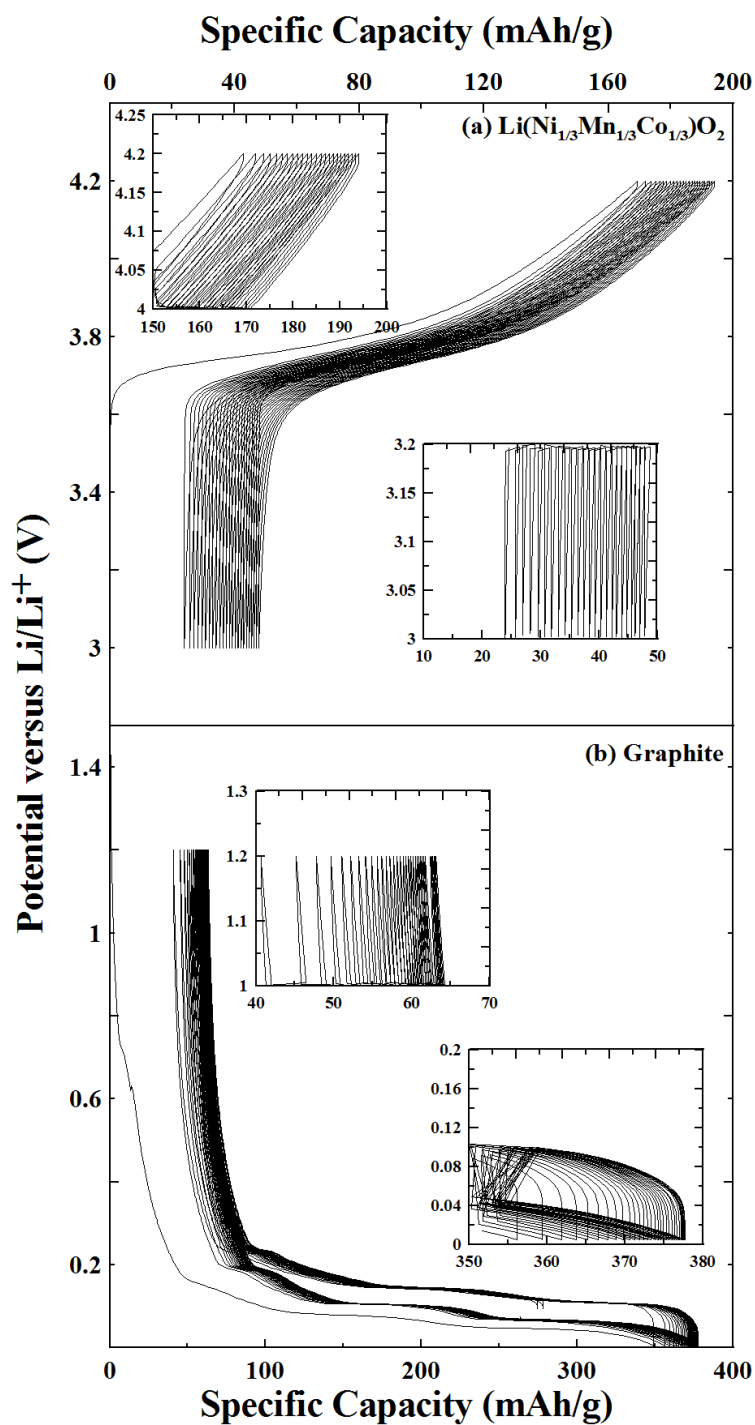 Specific Capacity (mAh/g)
0 40 80 120 160 200
(a) Li(Ni1/3Mn1/3Co1/3)O2
4.25
4.2
4.15
4.1
4.05
4
150 160 170 180 190 200
4.2
3.8
3.4
3
3.2
3.15
3.1
3.05
3
10 20 30 40 50
Potential versus Li/Li+ (V)
(b) Graphite
1.4
1
0.6
0.2
1.3
1.2
1.1
1
40 50 60 70
0.2
0.16
0.12
0.08
0.04
0
350 360 370 380
0 100 200 300 400
Specific Capacity (mAh/g)